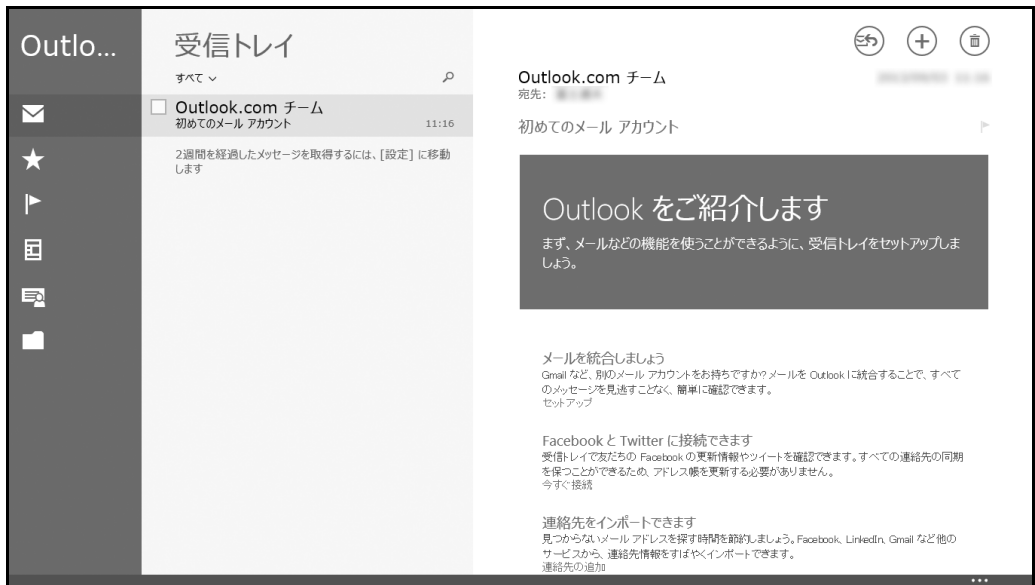 Outlo...
受信トレイ
すべて
Outlook.com チーム
初めてのメール アカウント 11:16
2週間を経過したメッセージを取得するには、[設定] に移動
します
Outlook.com チーム
宛先:
初めてのメール アカウント
Outlook をご紹介します
まず、メールなどの機能を使うことができるように、受信トレイをセットアップしま
しょう。
メールを統合しましょう
Gmail など、別のメール アカウントをお持ちですか? メールを Outlook に統合することで、すべて
のメッセージを見逃すことなく、簡単に確認できます。
セットアップ
Facebook と Twitter に接続できます
受信トレイで友だちの Facebook の更新情報やツイートを確認できます。すべての連絡先の同期
を保つことができるため、アドレス帳を更新する必要がありません。
今すぐ接続
連絡先をインポートできます
見つからないメール アドレスを探す時間を節約しましょう。Facebook、LinkedIn、Gmail など他の
サービスから、連絡先情報をすばやくインポートできます。
連絡先の追加